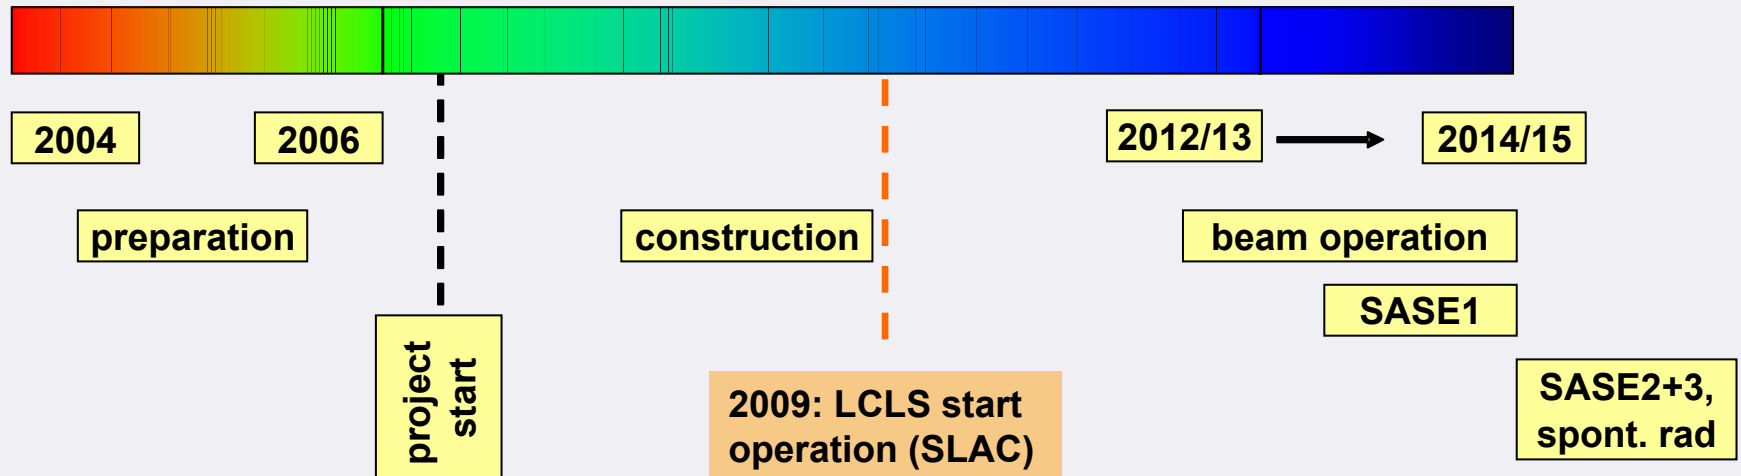 2004
2006
2012/13
2014/15
preparation
construction
beam operation
SASE1
project
start
2009: LCLS start
operation (SLAC)
SASE2+3,
spont. rad